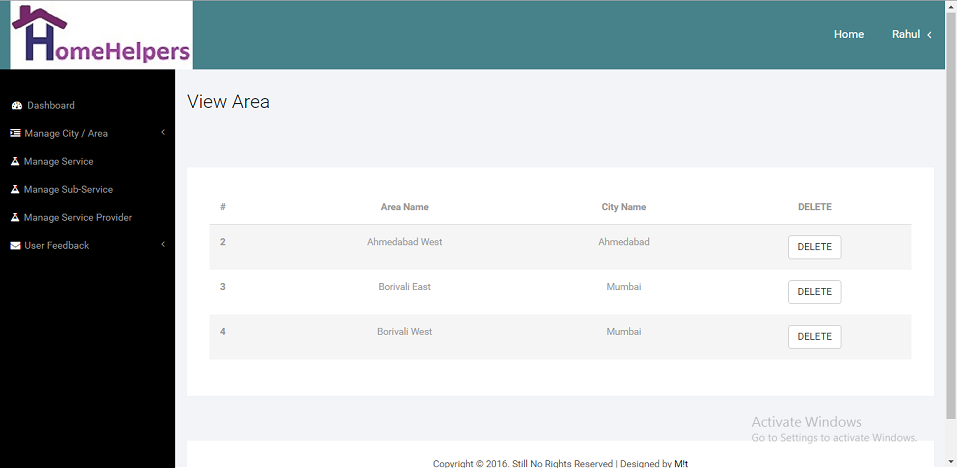 HomeHelpers
Home Rahul
Dashboard
Manage City / Area
Manage Service
Manage Sub-Service
Manage Service Provider
User Feedback
View Area
# Area Name City Name DELETE
2 Ahmedabad West Ahmedabad DELETE
3 Borivali East Mumbai DELETE
4 Borivali West Mumbai DELETE
Activate Windows
Go to Settings to activate Windows.
Copyright © 2016. Still No Rights Reserved | Designed by M!t